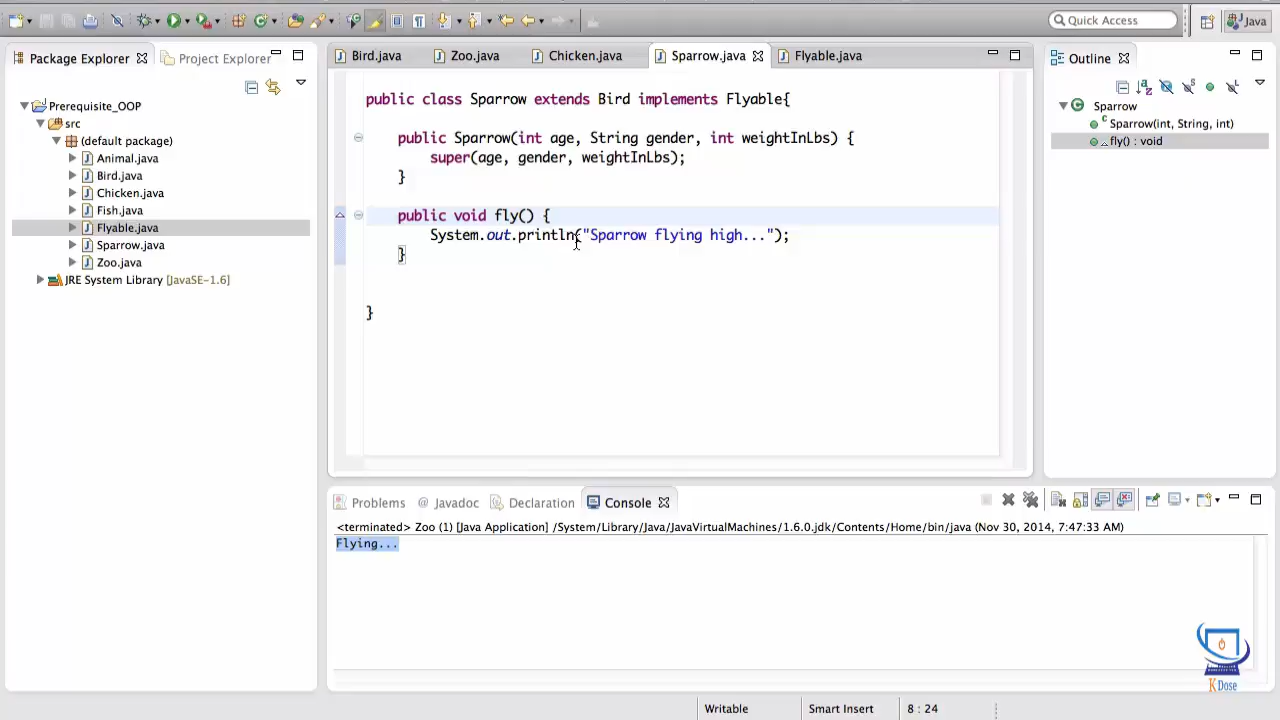 Quick Access
Java
Package Explorer
Project Explorer
Prerequisite_OOP
src
(default package)
Animal.java
Bird.java
Chicken.java
Fish.java
Flyable.java
Sparrow.java
Zoo.java
JRE System Library [JavaSE-1.6]
Bird.java
Zoo.java
Chicken.java
Sparrow.java
Flyable.java
public class Sparrow extends Bird implements Flyable{
public Sparrow(int age, String gender, int weightInLbs) {
super(age, gender, weightInLbs);
}
public void fly() {
System.out.println("Sparrow flying high...");
}
}
Outline
Sparrow
Sparrow(int, String, int)
fly() : void
Problems
@ Javadoc
Declaration
Console
<terminated> Zoo (1) [Java Application] /System/Library/Java/JavaVirtualMachines/1.6.0.jdk/Contents/Home/bin/java (Nov 30, 2014, 7:47:33 AM)
Flying...
K Dose
Writable
Smart Insert
8 : 24